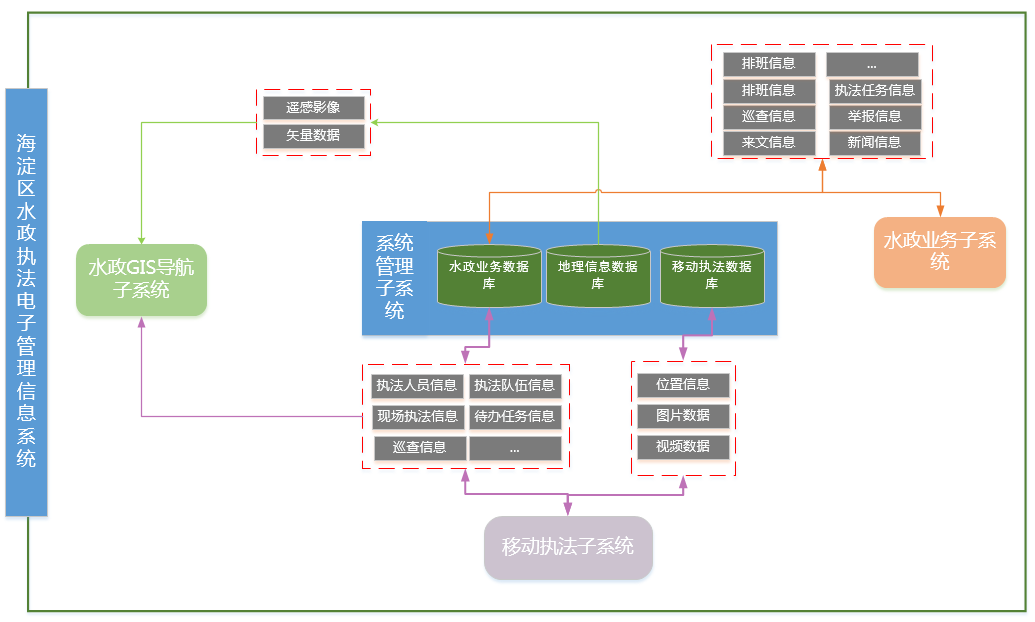 海淀区水政执法电子管理信息系统
遥感影像
矢量数据
排班信息
...
排班信息
执法任务信息
巡查信息
举报信息
来文信息
新闻信息
水政GIS导航
子系统
系统
管理
子系
统
水政业务数据
库
地理信息数据
库
移动执法数据
库
水政业务子系
统
执法人员信息
执法队伍信息
现场执法信息
待办任务信息
巡查信息
...
位置信息
图片数据
视频数据
移动执法子系统